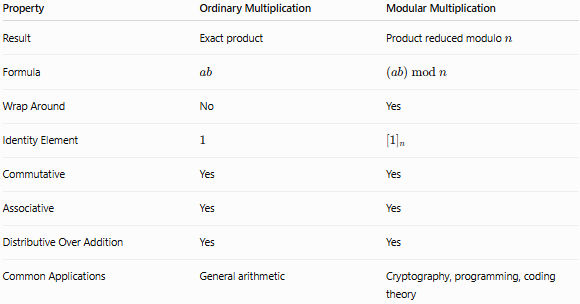 Property Ordinary Multiplication Modular Multiplication
Result Exact product Product reduced modulo n
Formula ab (ab) mod n
Wrap Around No Yes
Identity Element 1 [1]ₙ
Commutative Yes Yes
Associative Yes Yes
Distributive Over Addition Yes Yes
Common Applications General arithmetic Cryptography, programming, coding
theory